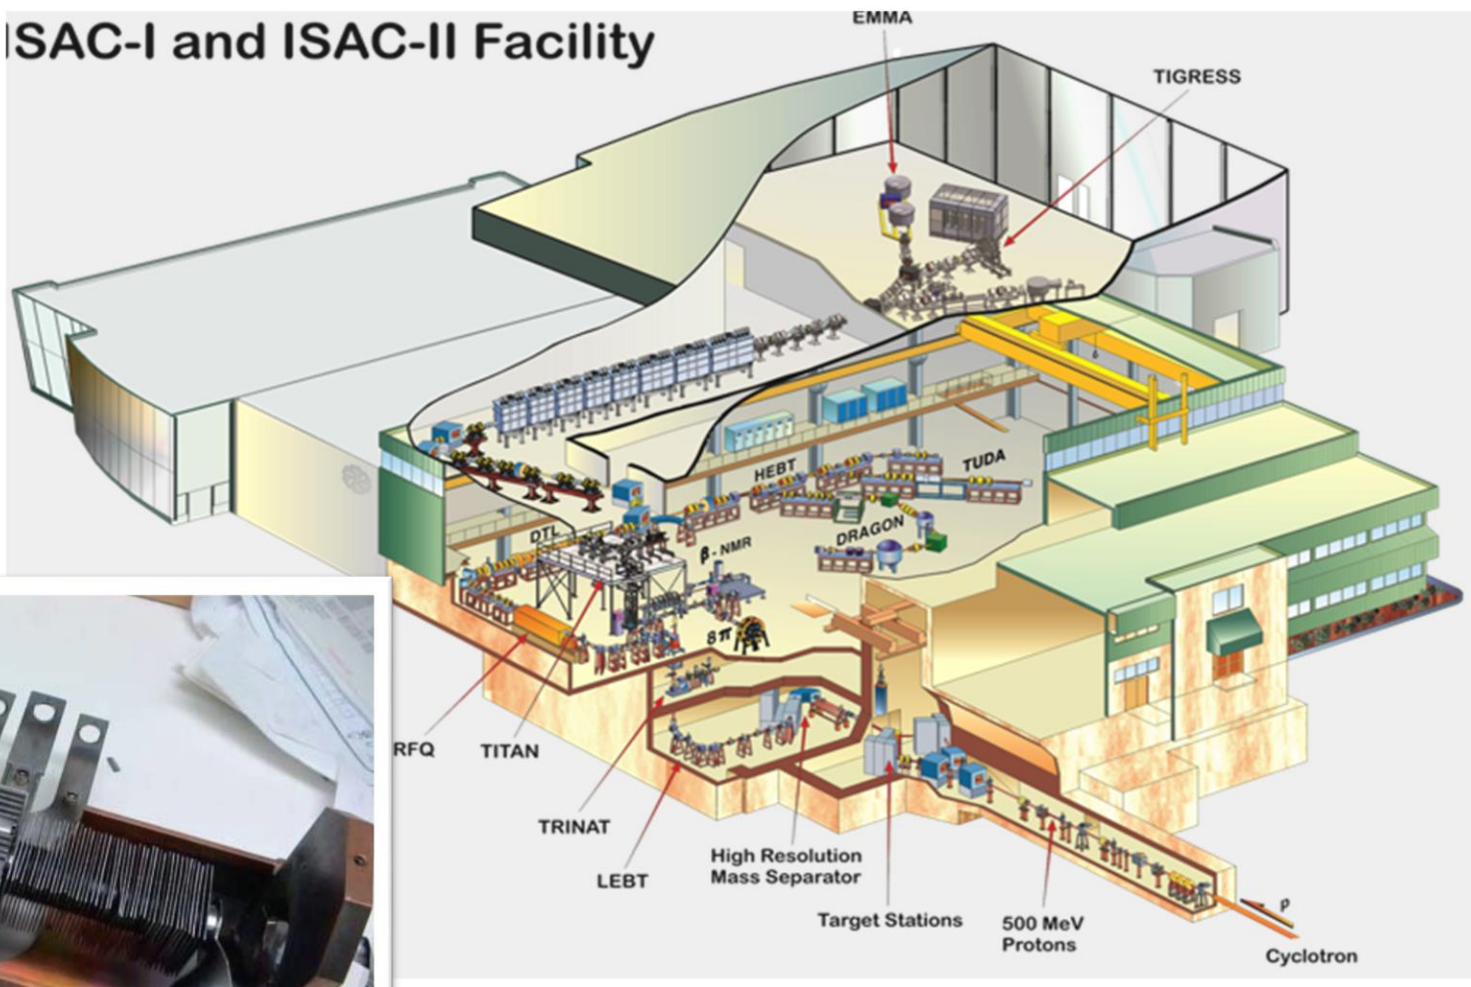 ISAC-I and ISAC-II Facility
EMMA
TIGRESS
HEBT
TUDA
DTL
β-NMR
DRAGON
8π
RFQ
TITAN
TRINAT
LEBT
High Resolution
Mass Separator
Target Stations
500 MeV
Protons
p
Cyclotron